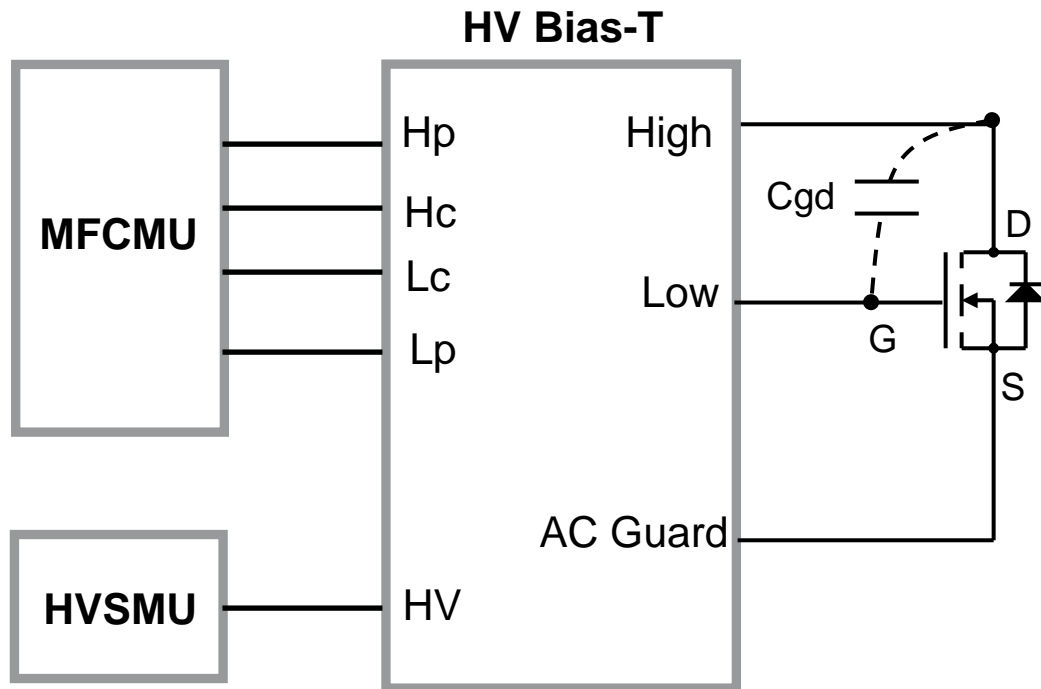 HV Bias-T
MFCMU
Hp
Hc
Lc
Lp
High
Cgd
D
Low
G
S
AC Guard
HVSMU
HV